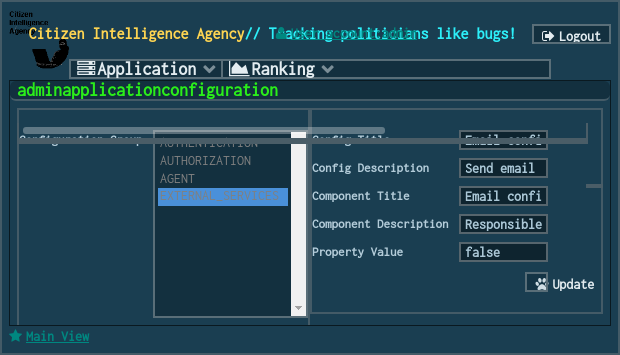 Citizen
Intelligence
Agency
Citizen Intelligence Agency// Tracking politicians like bugs!
Logout
Application
Ranking
adminapplicationconfiguration
Configuration Group
AUTHENTICATION
AUTHORIZATION
AGENT
Config Title
Email confi
Config Description
Send email
Component Title
Email confi
Component Description
Responsible
Property Value
false
Update
Main View